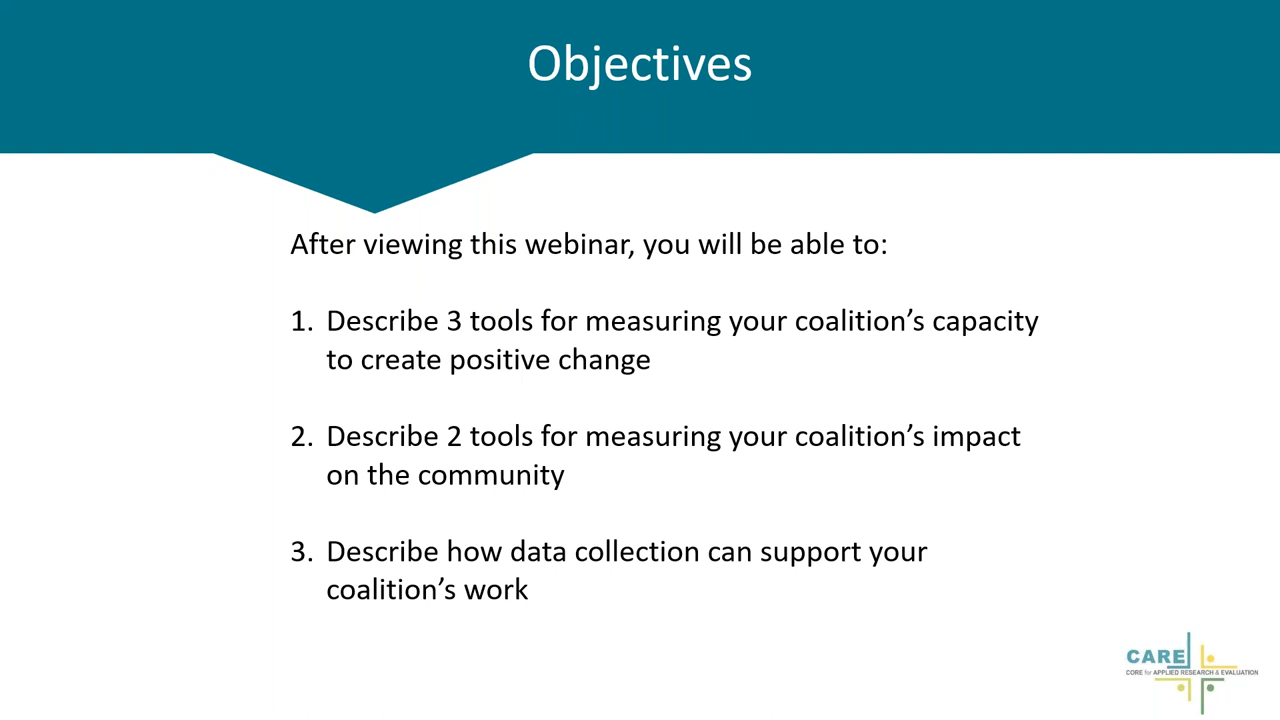 Objectives
After viewing this webinar, you will be able to:
1. Describe 3 tools for measuring your coalition’s capacity
to create positive change
2. Describe 2 tools for measuring your coalition’s impact
on the community
3. Describe how data collection can support your
coalition’s work
CARE
CORE for APPLIED RESEARCH & EVALUATION